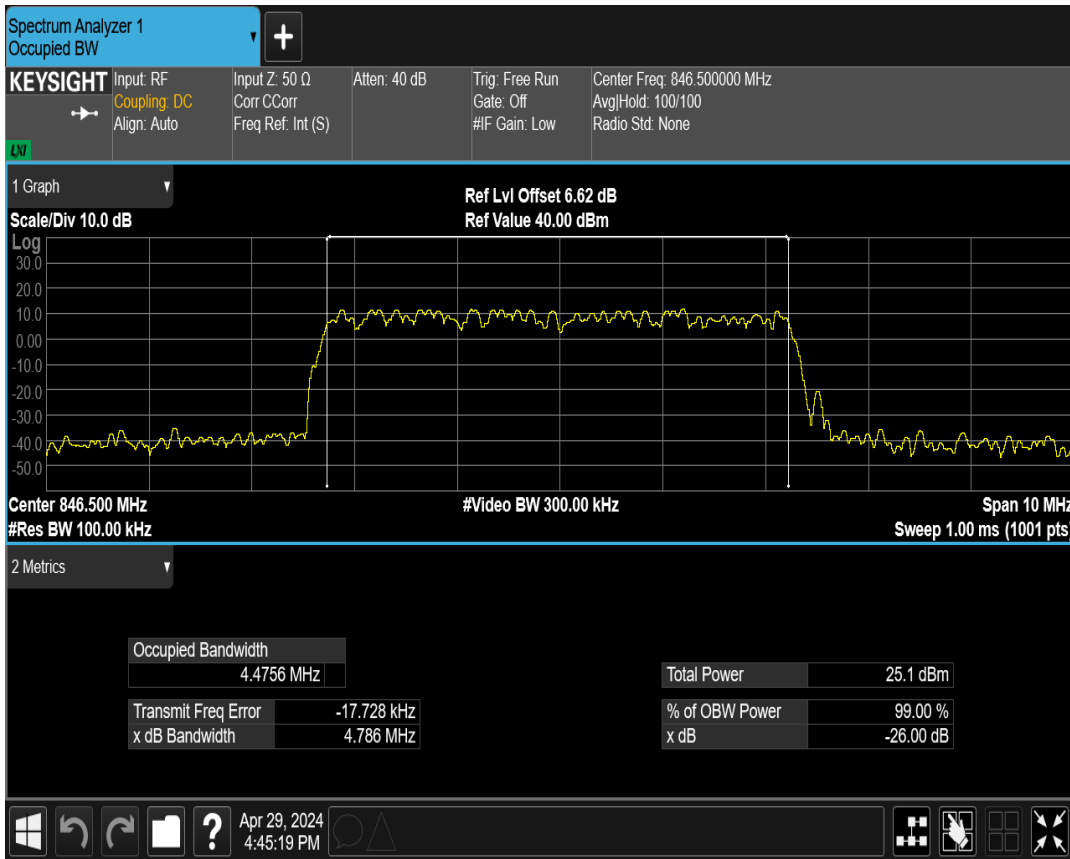 Spectrum Analyzer 1
Occupied BW
+
KEYSIGHT
LXI
Input: RF
Coupling: DC
Align: Auto
Input Z: 50 Ω
Corr CCorr
Freq Ref: Int (S)
Atten: 40 dB
Trig: Free Run
Gate: Off
#IF Gain: Low
Center Freq: 846.500000 MHz
Avg|Hold: 100/100
Radio Std: None
1 Graph
Scale/Div 10.0 dB
Ref Lvl Offset 6.62 dB
Ref Value 40.00 dBm
Log
30.0
20.0
10.0
0.00
-10.0
-20.0
-30.0
-40.0
-50.0
Center 846.500 MHz
#Res BW 100.00 kHz
#Video BW 300.00 kHz
Span 10 MHz
Sweep 1.00 ms (1001 pts)
2 Metrics
Occupied Bandwidth
4.4756 MHz
Transmit Freq Error -17.728 kHz
x dB Bandwidth 4.786 MHz
Total Power 25.1 dBm
% of OBW Power 99.00 %
x dB -26.00 dB
?
Apr 29, 2024
4:45:19 PM